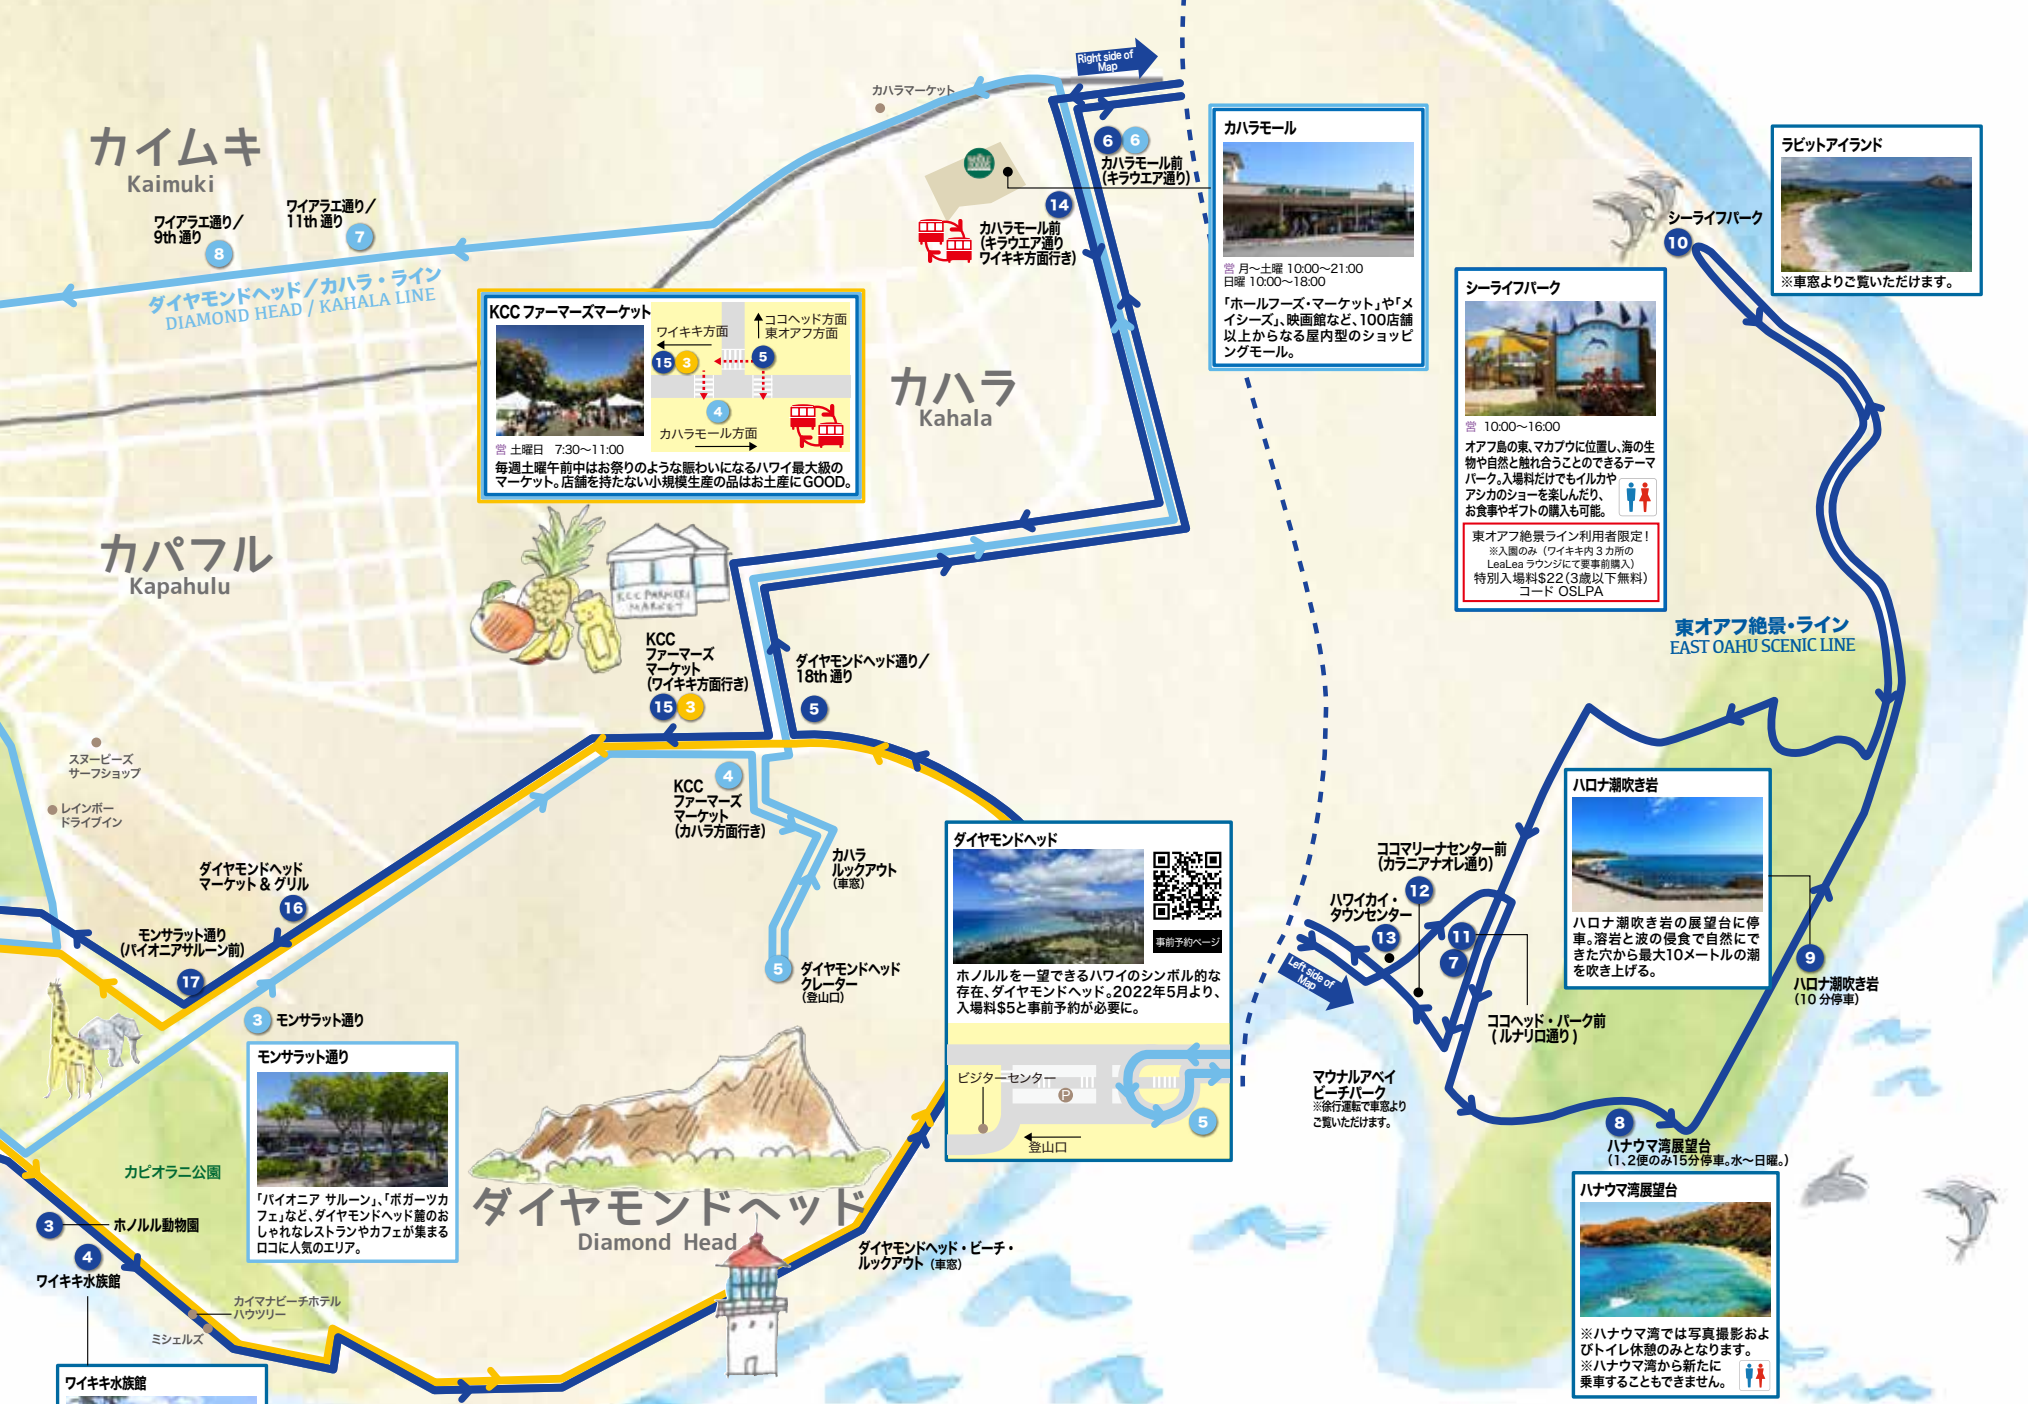 Right side of
Map
カハラマーケット
カイムキ
Kaimuki
ワイアラエ通り／
9th 通り
8
ワイアラエ通り／
11th 通り
7
ダイヤモンドヘッド／カハラ・ライン
DIAMOND HEAD / KAHALA LINE
6
6
カハラモール前
(キラウエア通り)
14
カハラモール前
(キラウエア通り
ワイキキ方面行き)
カハラモール
営 月〜土曜 10:00〜21:00
日曜 10:00〜18:00
「ホールフーズ・マーケット」や「メ
イシーズ」、映画館など、100店舗
以上からなる屋内型のショッピ
ングモール。
ラビットアイランド
※車窓よりご覧いただけます。
シーライフパーク
10
シーライフパーク
営 10:00〜16:00
オアフ島の東、マカプウに位置し、海の生
物や自然と触れ合うことのできるテーマ
パーク。入場料だけでもイルカや
アシカのショーを楽しんだり、
お食事やギフトの購入も可能。
東オアフ絶景ライン利用者限定！
※入園のみ（ワイキキ内 3 カ所の
LeaLea ラウンジにて要事前購入）
特別入場料$22（3歳以下無料）
コード OSLPA
KCC ファーマーズマーケット
ワイキキ方面
ココヘッド方面
東オアフ方面
15
3
5
4
カハラモール方面
営 土曜日 7:30〜11:00
毎週土曜午前中はお祭りのような賑わいになるハワイ最大級の
マーケット。店舗を持たない小規模生産の品はお土産にGOOD。
カハラ
Kahala
カパフル
Kapahulu
KCC FARMERS
MARKET
KCC
ファーマーズ
マーケット
(ワイキキ方面行き)
15
3
ダイヤモンドヘッド通り／
18th 通り
5
東オアフ絶景・ライン
EAST OAHU SCENIC LINE
スヌーピーズ
サーフショップ
レインボー
ドライブイン
4
KCC
ファーマーズ
マーケット
(カハラ方面行き)
カハラ
ルックアウト
(車窓)
5
ダイヤモンドヘッド
クレーター
(登山口)
ダイヤモンドヘッド
マーケット & グリル
16
モンサラット通り
(パイオニアサルーン前)
17
3
モンサラット通り
モンサラット通り
「パイオニア サルーン」、「ボガーツカ
フェ」など、ダイヤモンドヘッド麓のお
しゃれなレストランやカフェが集まる
ロコに人気のエリア。
ダイヤモンドヘッド
事前予約ページ
ホノルルを一望できるハワイのシンボル的な
存在、ダイヤモンドヘッド。2022年5月より、
入場料$5と事前予約が必要に。
ビジターセンター
P
5
登山口
ココマリーナセンター前
(カラニアナオレ通り)
12
ハワイカイ・
タウンセンター
13
11
7
Left side of
Map
ココヘッド・パーク前
(ルナリロ通り)
マウナルアベイ
ビーチパーク
※徐行運転で車窓より
ご覧いただけます。
ハロナ潮吹き岩
ハロナ潮吹き岩の展望台に停
車。溶岩と波の侵食で自然にで
きた穴から最大10メートルの潮
を吹き上げる。
9
ハロナ潮吹き岩
(10 分停車)
8
ハナウマ湾展望台
(1、2便のみ15分停車。水〜日曜。)
ハナウマ湾展望台
※ハナウマ湾では写真撮影およ
びトイレ休憩のみとなります。
※ハナウマ湾から新たに
乗車することもできません。
カピオラニ公園
3
ホノルル動物園
4
ワイキキ水族館
カイマナビーチホテル
ハウツリー
ミシェルズ
ダイヤモンドヘッド
Diamond Head
ダイヤモンドヘッド・ビーチ・
ルックアウト（車窓）
ワイキキ水族館